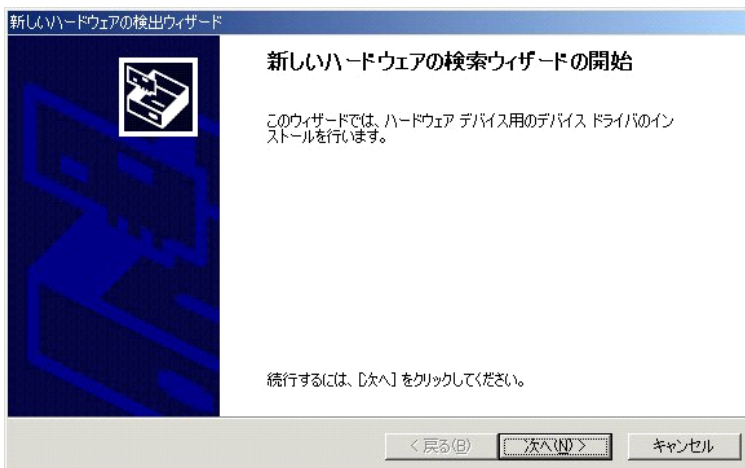 新しいハードウェアの検出ウィザード
新しいハードウェアの検索ウィザードの開始
このウィザードでは、ハードウェア デバイス用のデバイス ドライバのイン
ストールを行います。
続行するには、[次へ] をクリックしてください。
< 戻る(B)
次へ(N) >
キャンセル